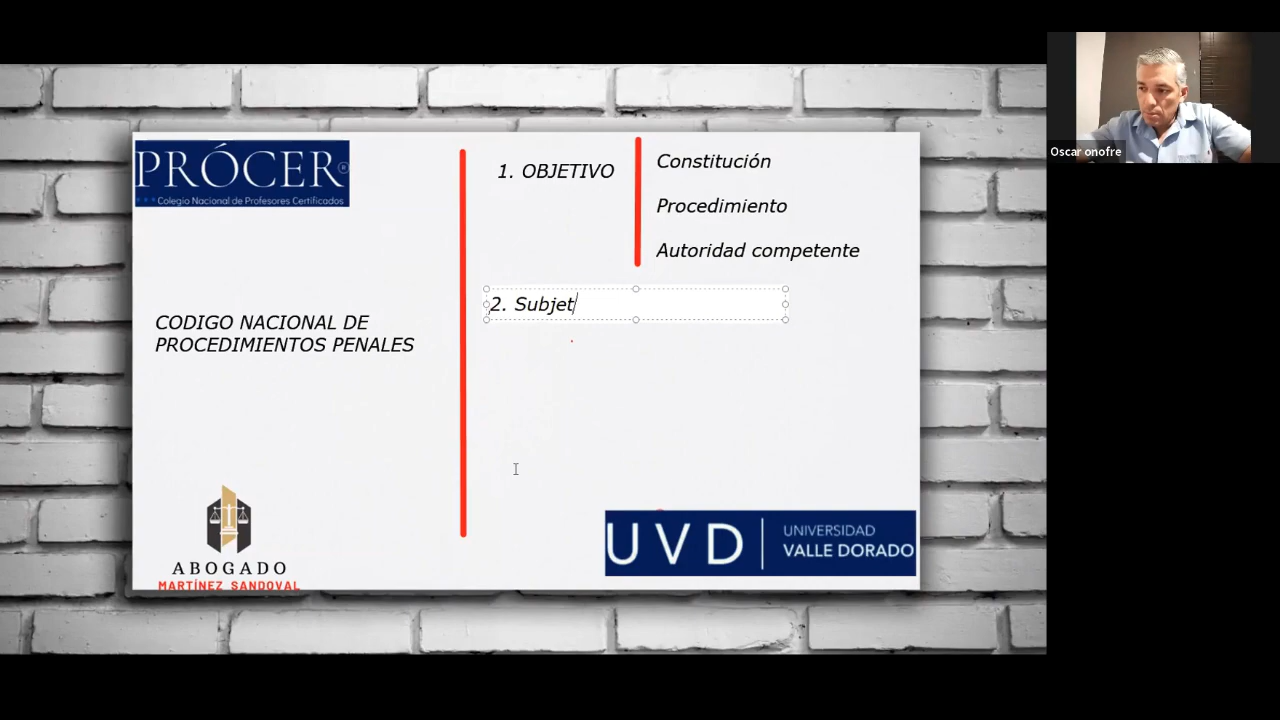 PRÓCER®
Colegio Nacional de Profesores Certificados
CODIGO NACIONAL DE
PROCEDIMIENTOS PENALES
ABOGADO
MARTÍNEZ SANDOVAL
1. OBJETIVO
Constitución
Procedimiento
Autoridad competente
2. Subjet
UVD
UNIVERSIDAD
VALLE DORADO
Oscar onofre